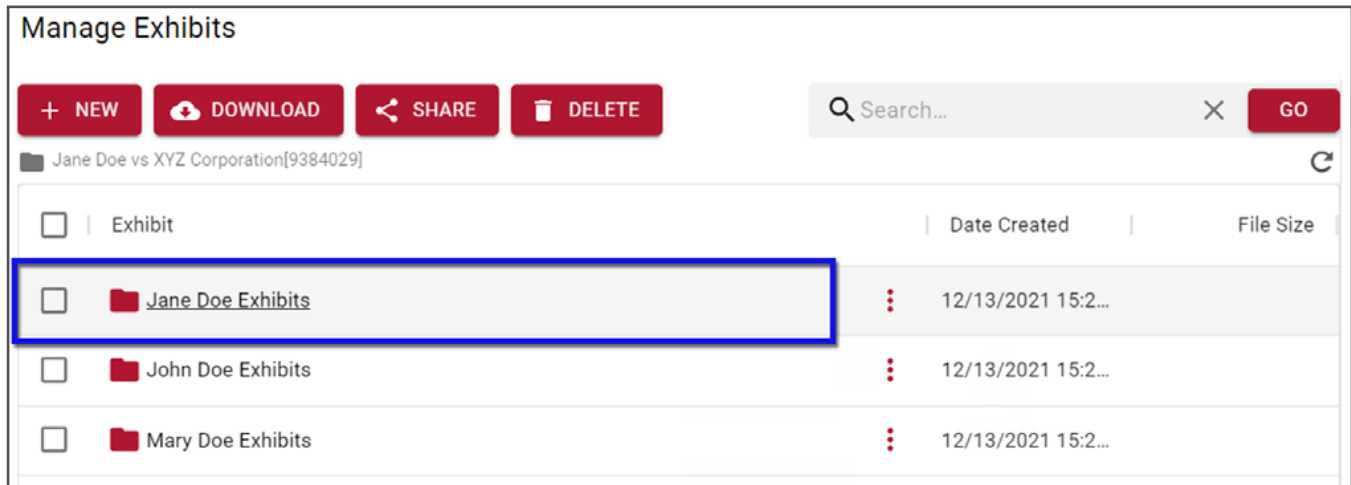 Manage Exhibits
+ NEW DOWNLOAD SHARE DELETE Search... GO
Jane Doe vs XYZ Corporation[9384029]
Exhibit Date Created File Size
Jane Doe Exhibits 12/13/2021 15:2...
John Doe Exhibits 12/13/2021 15:2...
Mary Doe Exhibits 12/13/2021 15:2...